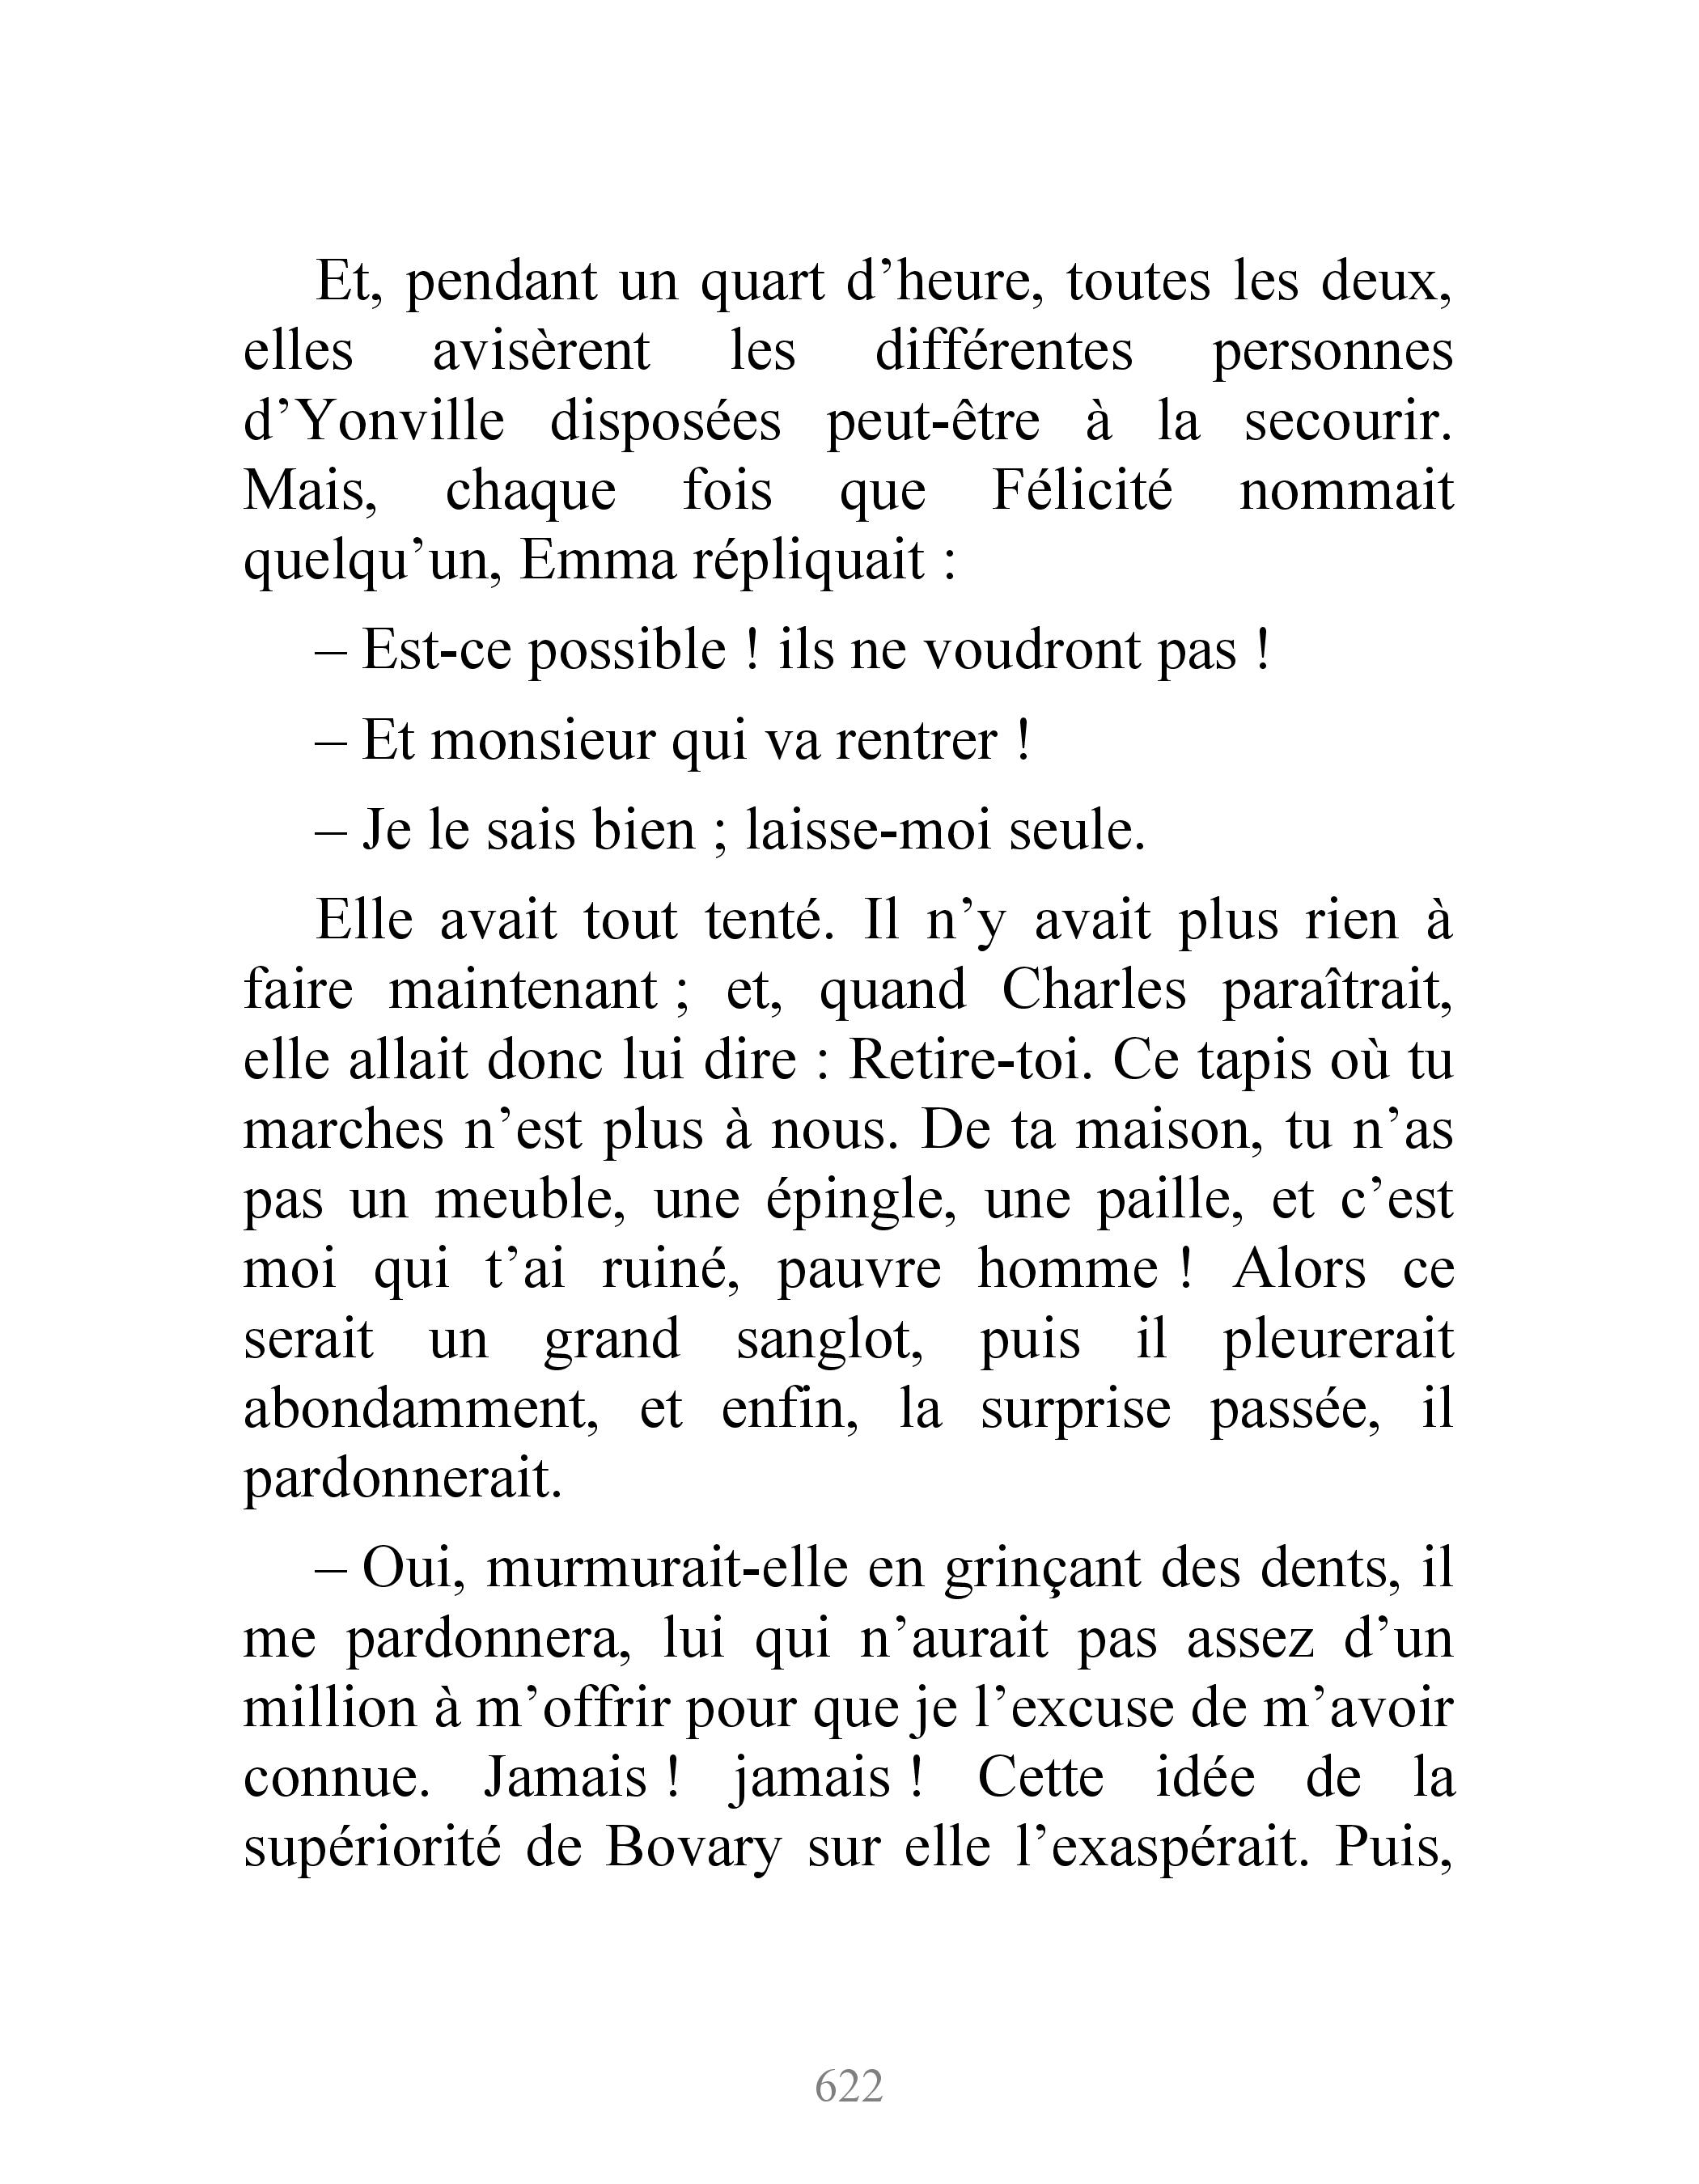 Et, pendant un quart d’heure, toutes les deux,
elles avisèrent les différentes personnes
d’Yonville disposées peut-être à la secourir.
Mais, chaque fois que Félicité nommait
quelqu’un, Emma répliquait :
– Est-ce possible ! ils ne voudront pas !
– Et monsieur qui va rentrer !
– Je le sais bien ; laisse-moi seule.
Elle avait tout tenté. Il n’y avait plus rien à
faire maintenant ; et, quand Charles paraîtrait,
elle allait donc lui dire : Retire-toi. Ce tapis où tu
marches n’est plus à nous. De ta maison, tu n’as
pas un meuble, une épingle, une paille, et c’est
moi qui t’ai ruiné, pauvre homme ! Alors ce
serait un grand sanglot, puis il pleurerait
abondamment, et enfin, la surprise passée, il
pardonnerait.
– Oui, murmurait-elle en grinçant des dents, il
me pardonnera, lui qui n’aurait pas assez d’un
million à m’offrir pour que je l’excuse de m’avoir
connue. Jamais ! jamais ! Cette idée de la
supériorité de Bovary sur elle l’exaspérait. Puis,
622